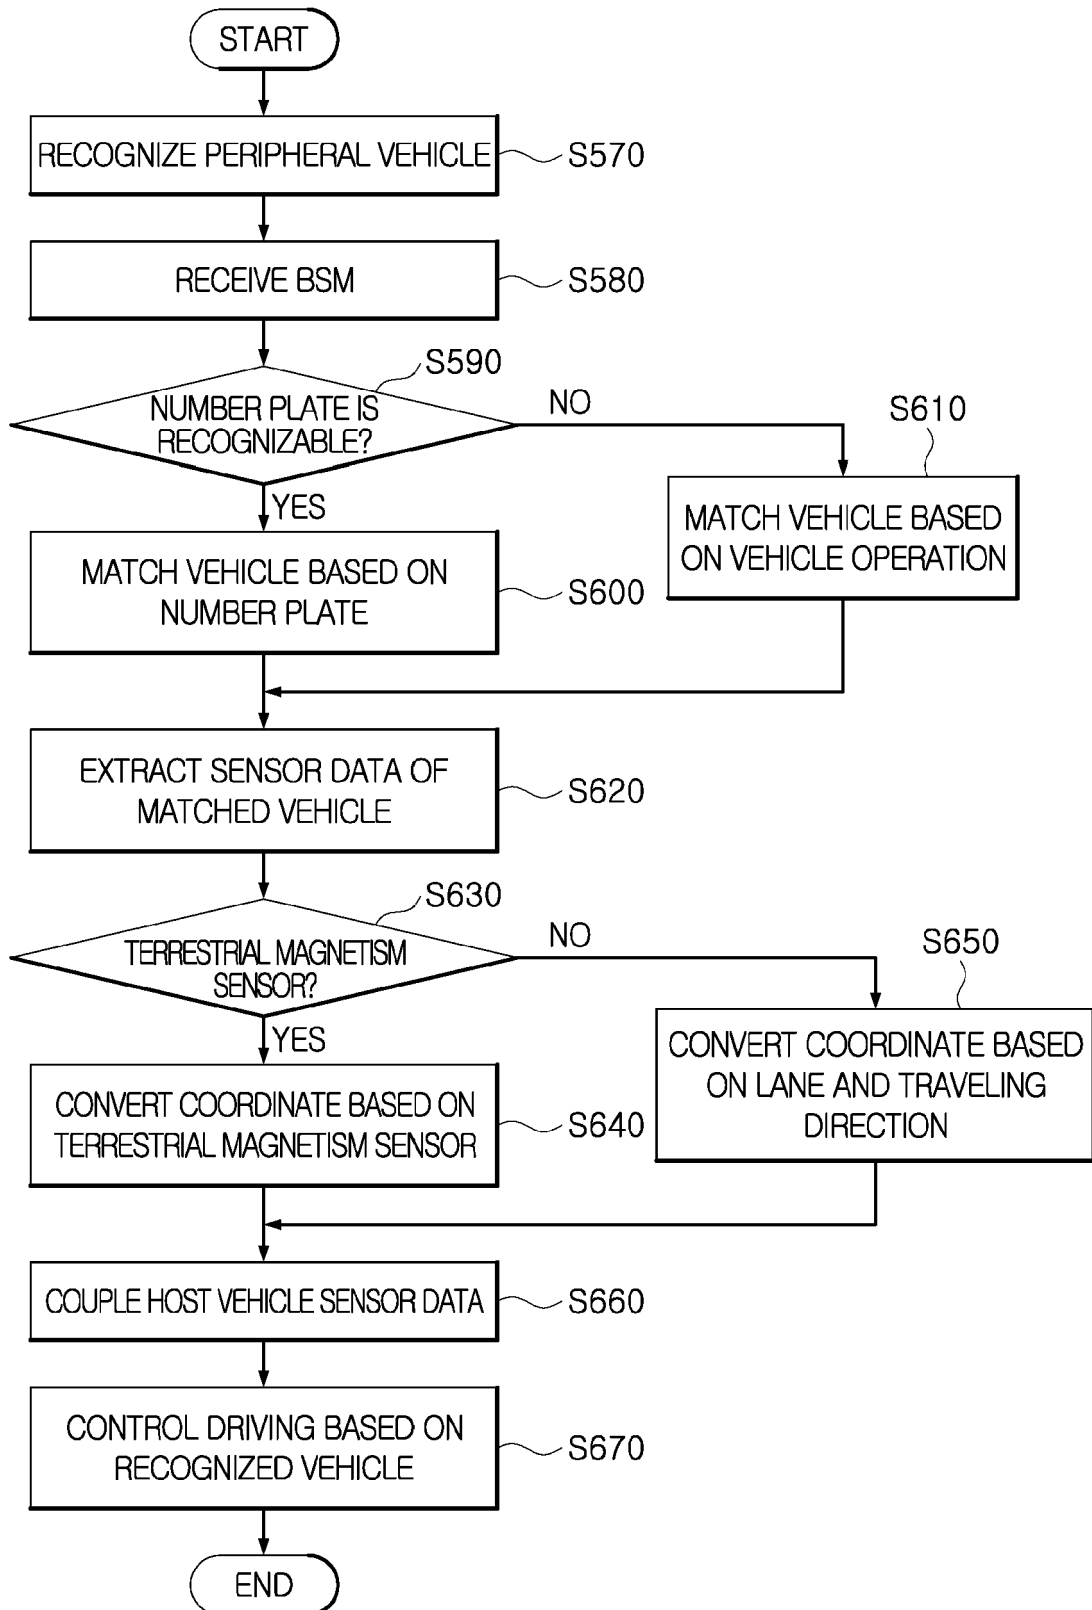 START
RECOGNIZE PERIPHERAL VEHICLE
S570
RECEIVE BSM
S580
S590
NUMBER PLATE IS
RECOGNIZABLE?
NO
YES
S610
MATCH VEHICLE BASED
ON VEHICLE OPERATION
MATCH VEHICLE BASED ON
NUMBER PLATE
S600
EXTRACT SENSOR DATA OF
MATCHED VEHICLE
S620
S630
TERRESTRIAL MAGNETISM
SENSOR?
NO
YES
S650
CONVERT COORDINATE BASED
ON LANE AND TRAVELING
DIRECTION
CONVERT COORDINATE BASED ON
TERRESTRIAL MAGNETISM SENSOR
S640
COUPLE HOST VEHICLE SENSOR DATA
S660
CONTROL DRIVING BASED ON
RECOGNIZED VEHICLE
S670
END